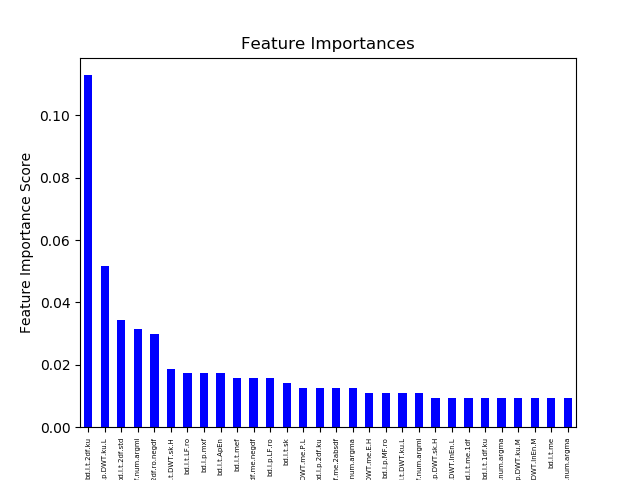 Feature Importances
Feature Importance Score
0.10
0.08
0.06
0.04
0.02
0.00
bd.l.t.2df.ku
.p.DWT.ku.L
bd.l.t.2df.std
.num.argmi
2df.ro.negdf
.t.DWT.sk.H
bd.l.t.LF.ro
bd.l.p.mxf
bd.l.t.ApEn
bd.l.t.mef
df.me.negdf
bd.l.p.LF.ro
bd.l.t.sk
DWT.me.P.L
bd.l.p.2df.ku
f.me.2absdf
.num.argma
DWT.me.E.H
bd.l.p.MF.ro
.t.DWT.ku.L
.num.argmi
.p.DWT.sk.H
DWT.lnEn.L
bd.l.t.me.1df
bd.l.t.1df.ku
.num.argma
.p.DWT.ku.M
DWT.lnEn.M
bd.l.t.me
.num.argma